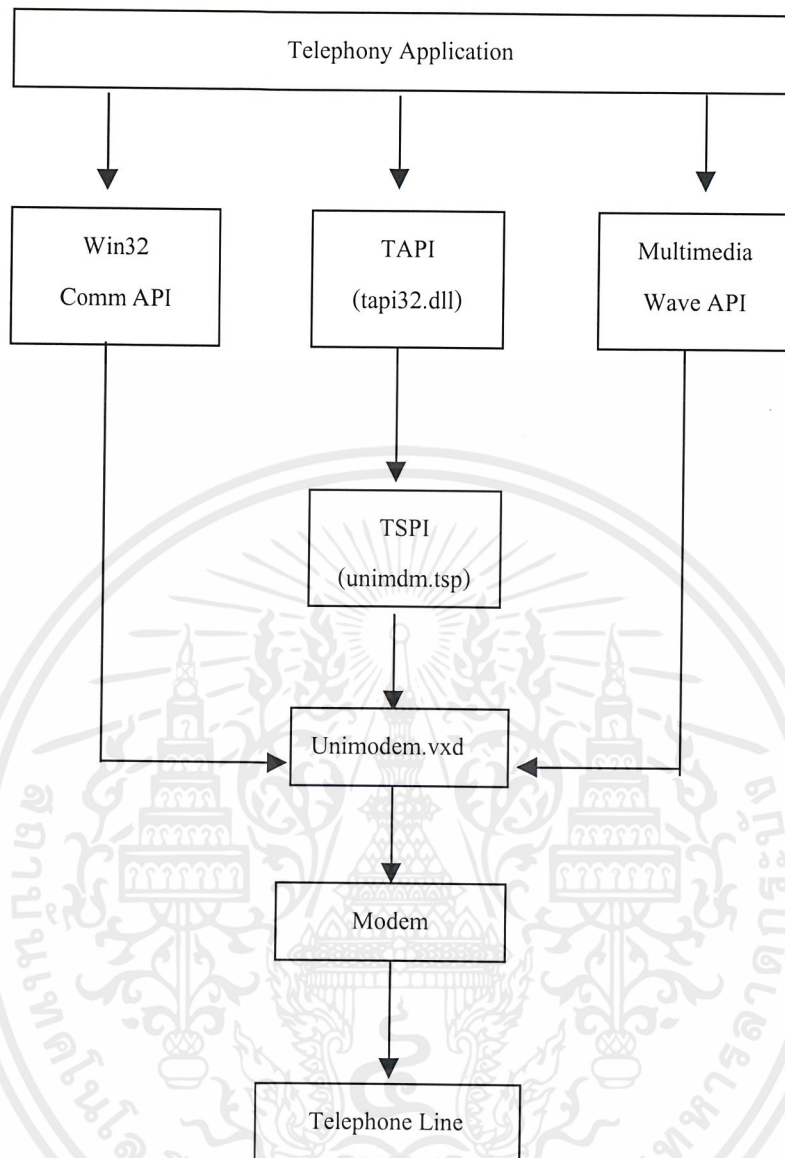 Telephony Application
Win32
Comm API
TAPI
(tapi32.dll)
Multimedia
Wave API
TSPI
(unimdm.tsp)
Unimodem.vxd
Modem
Telephone Line